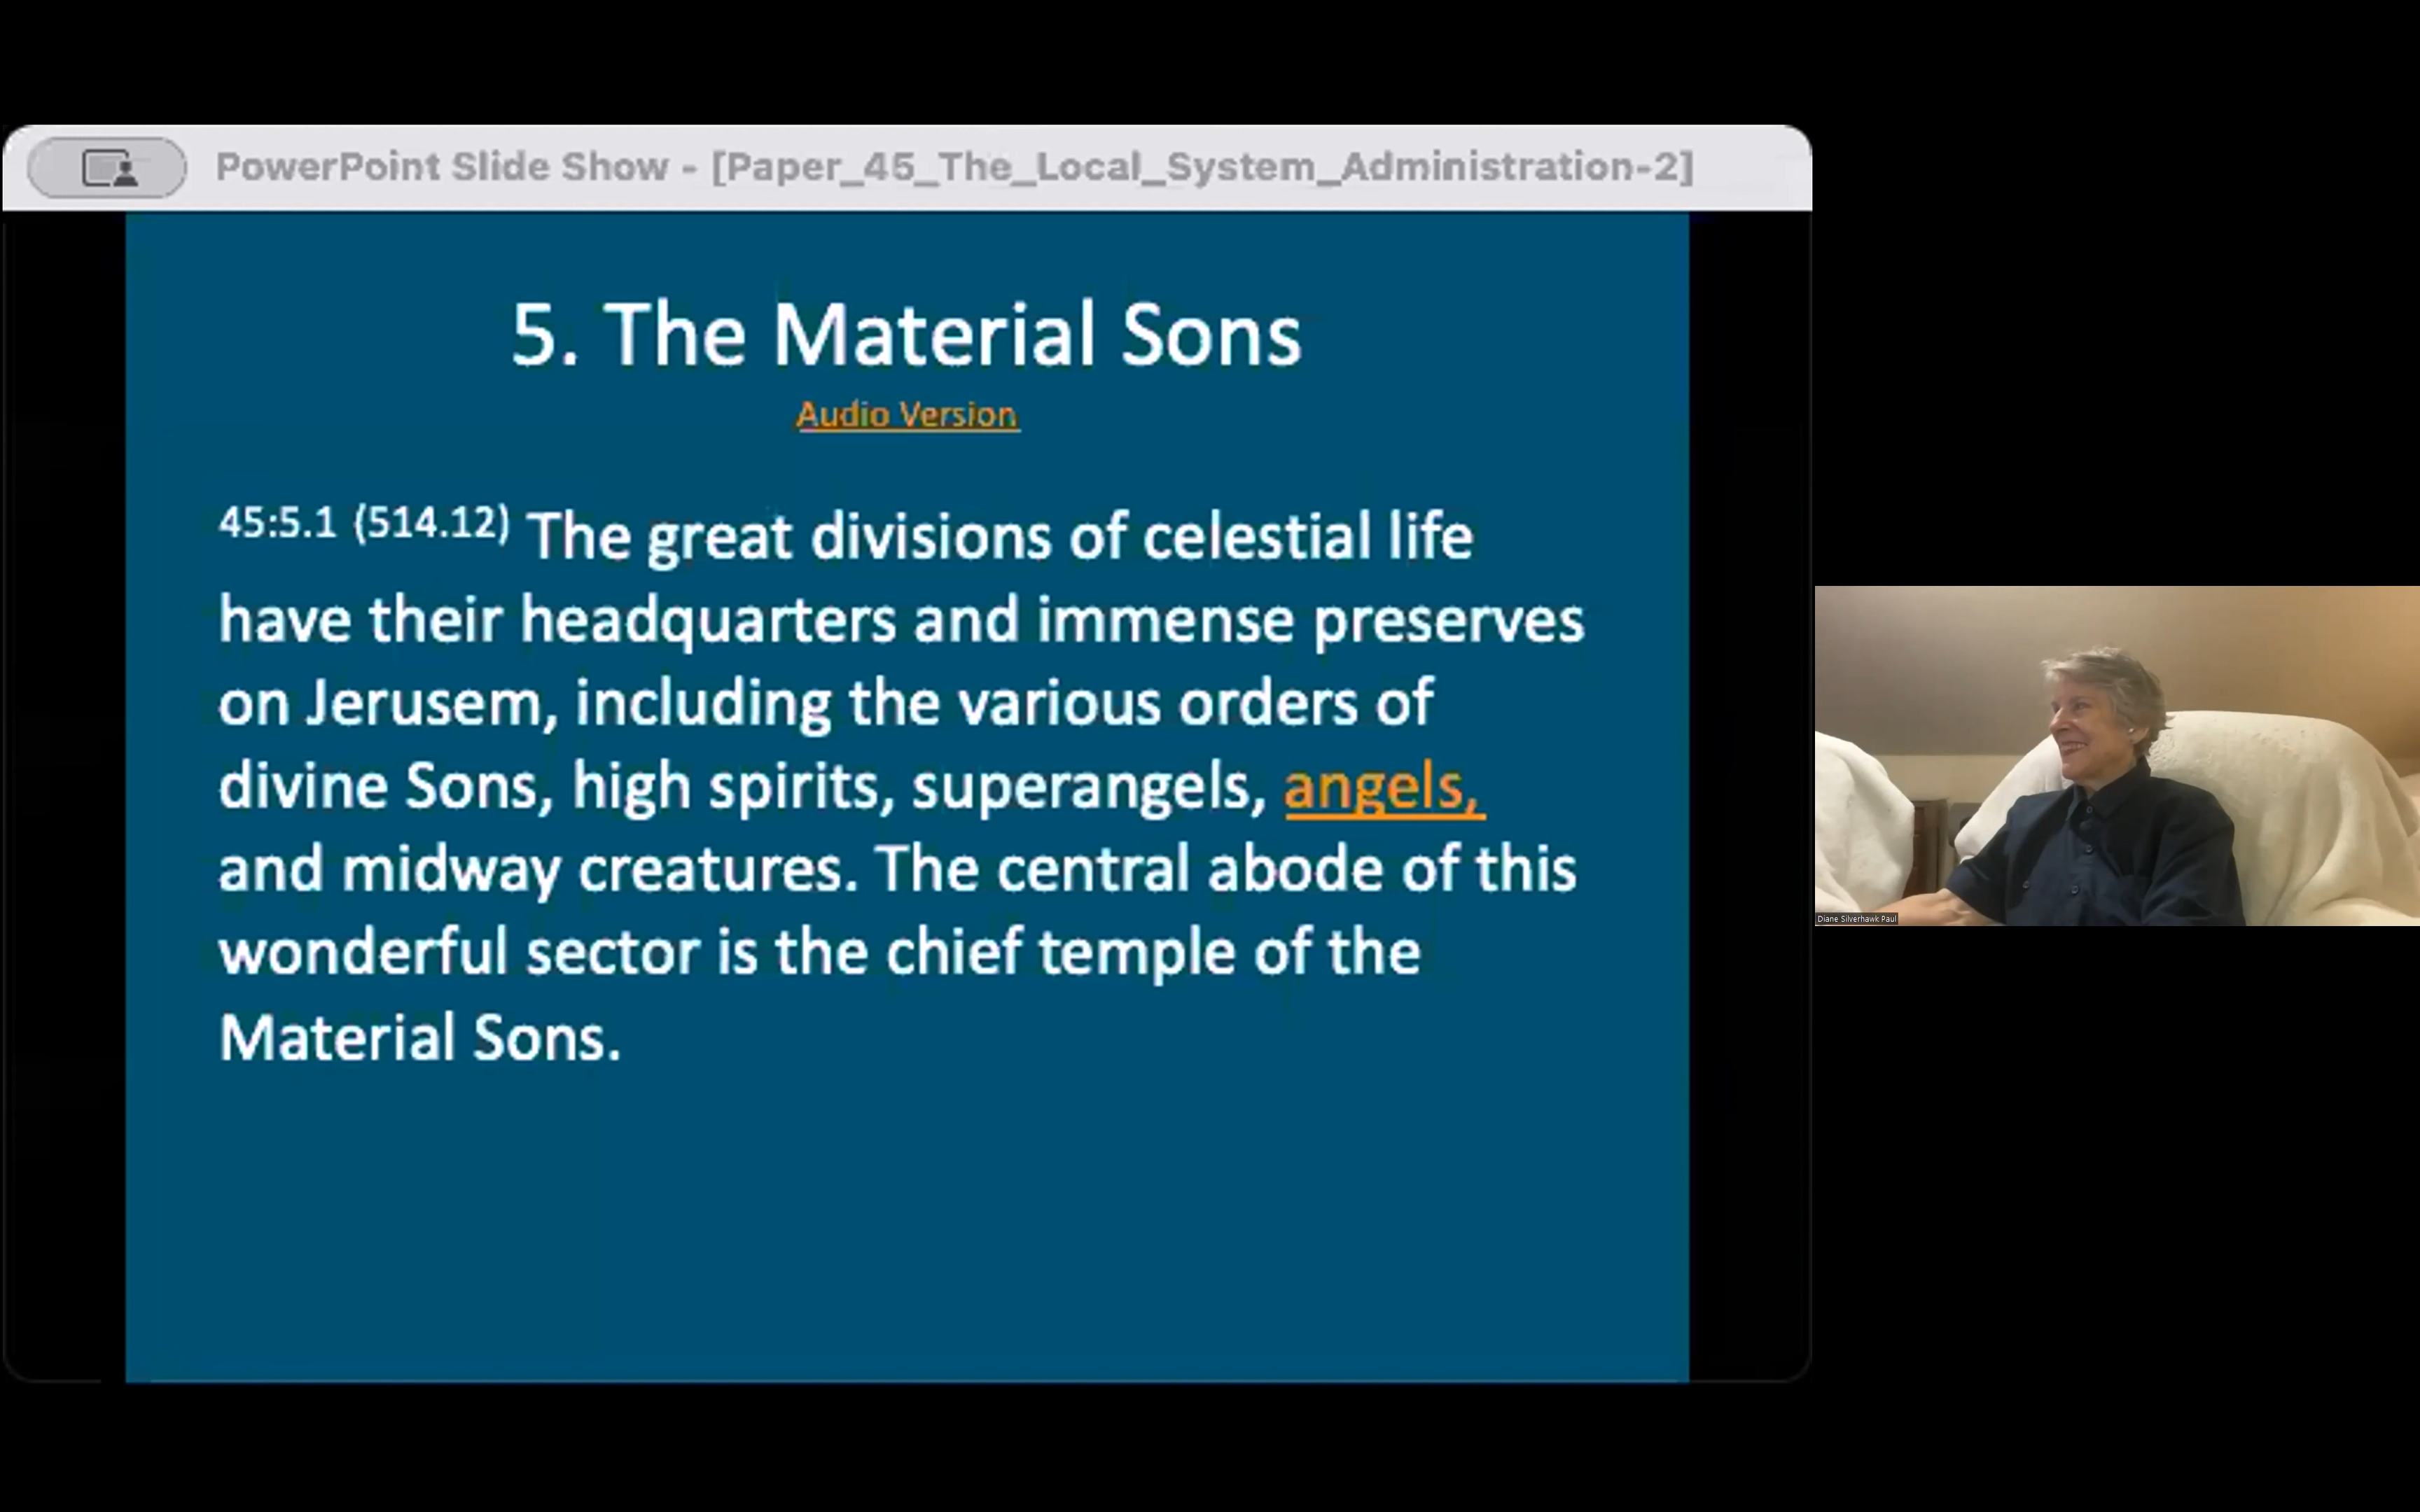 PowerPoint Slide Show - [Paper_45_The_Local_System_Administration-2]
5. The Material Sons
Audio Version
45:5.1 (514.12) The great divisions of celestial life
have their headquarters and immense preserves
on Jerusem, including the various orders of
divine Sons, high spirits, superangels, angels,
and midway creatures. The central abode of this
wonderful sector is the chief temple of the
Material Sons.
Diane Silverhawk Paul